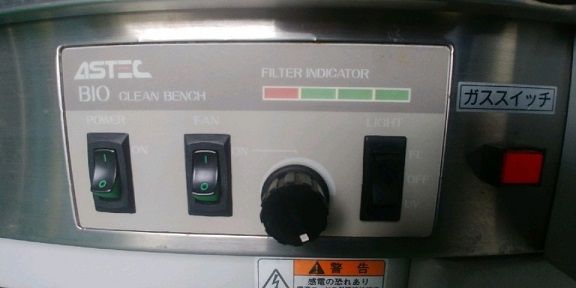 ASTEC
BIO CLEAN BENCH
FILTER INDICATOR
POWER
FAN
LIGHT
ON
ON
FL
OFF
UV
ガススイッチ
警告
感電の恐れあり